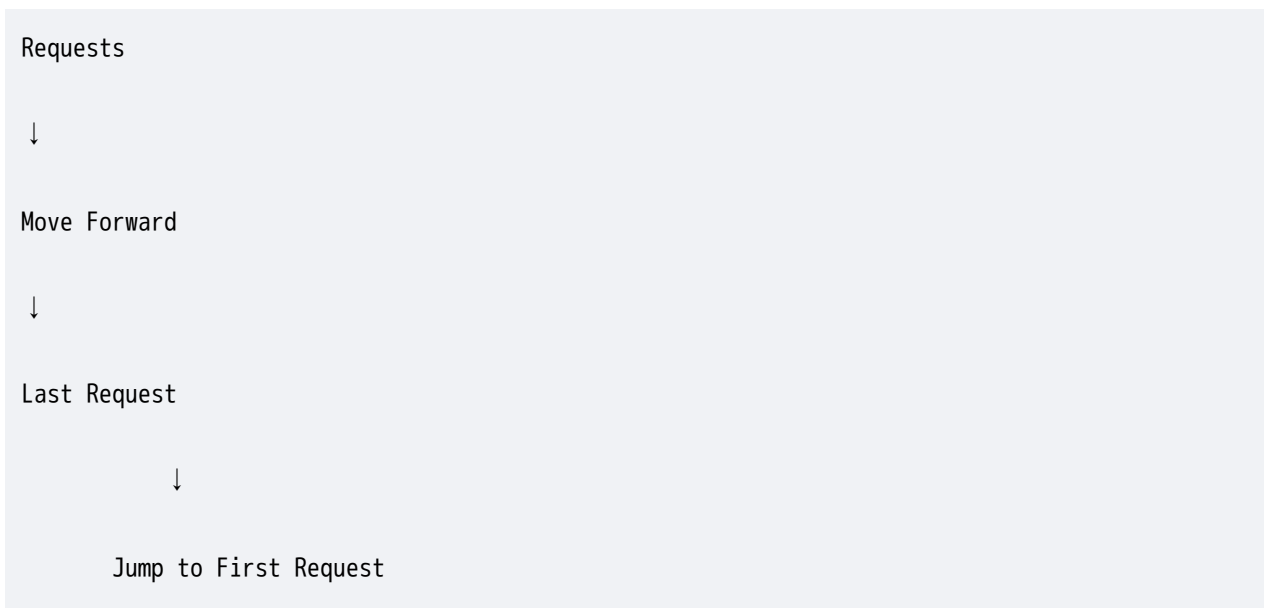 Requests
↓
Move Forward
↓
Last Request
↓
Jump to First Request